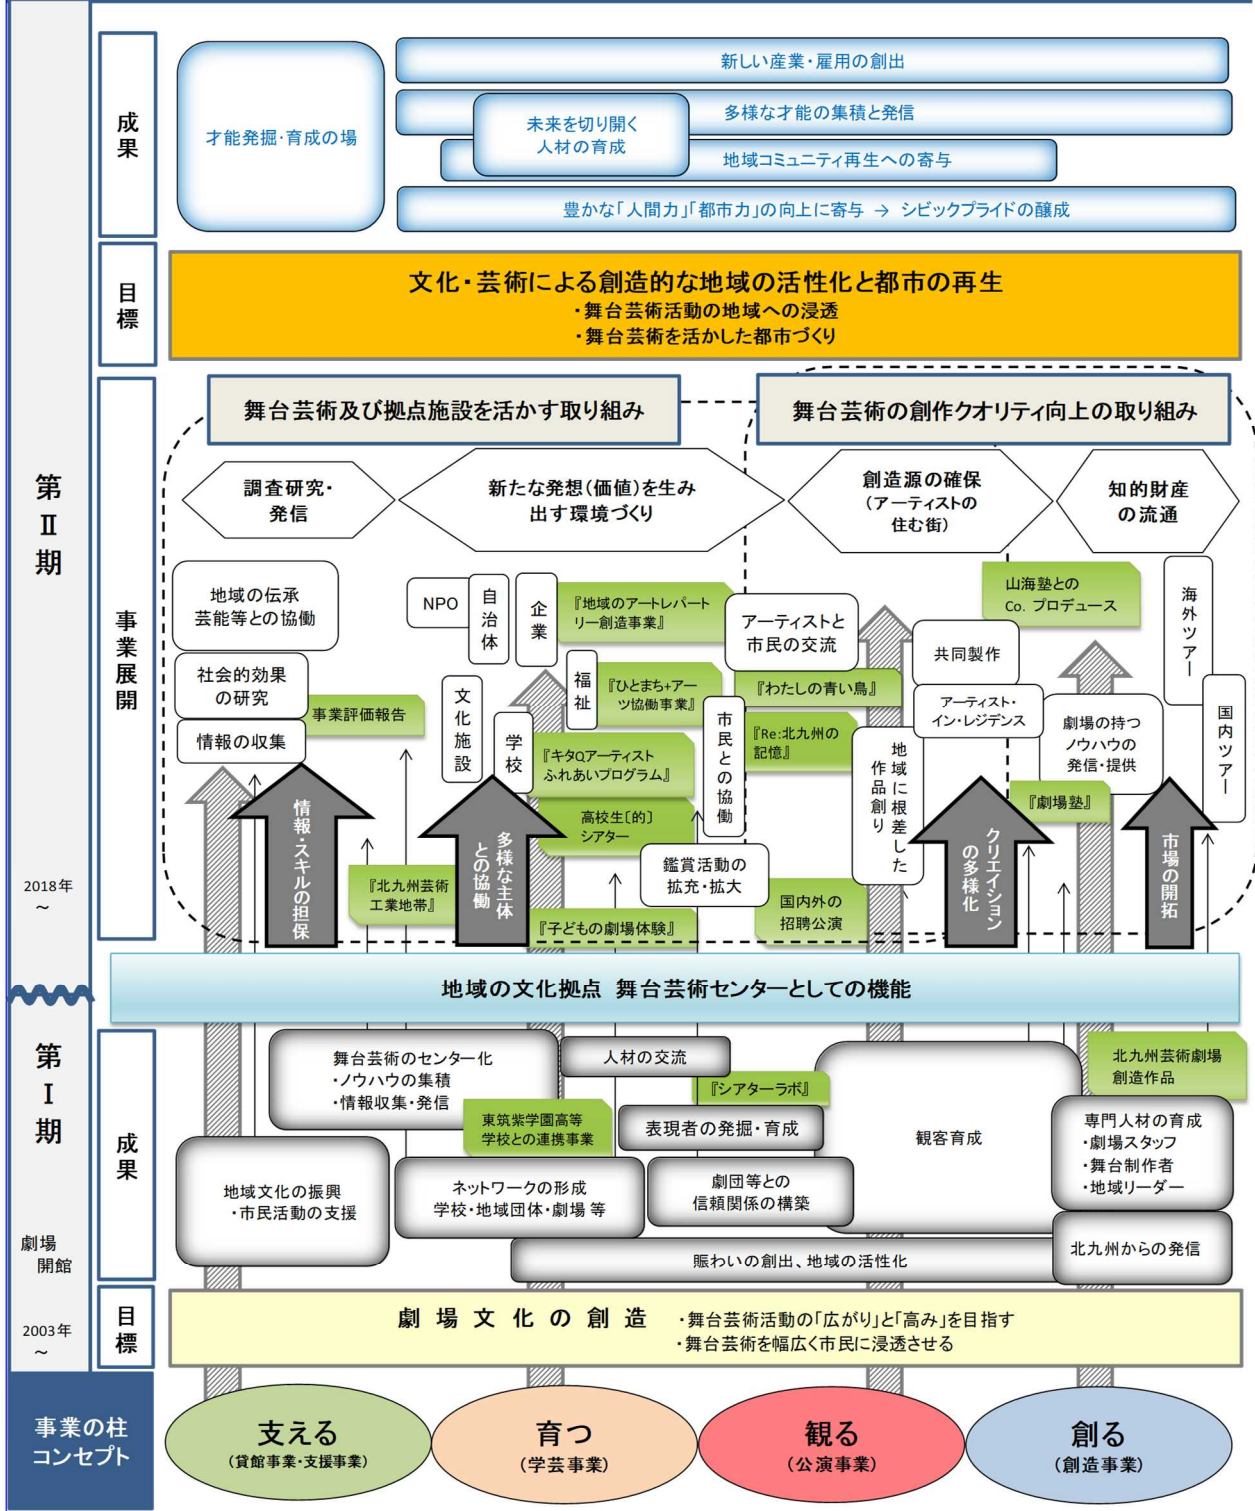 成果
才能発掘・育成の場
新しい産業・雇用の創出
多様な才能の集積と発信
未来を切り開く
人材の育成
地域コミュニティ再生への寄与
豊かな「人間力」「都市力」の向上に寄与 → シビックプライドの醸成
目標
文化・芸術による創造的な地域の活性化と都市の再生
・舞台芸術活動の地域への浸透
・舞台芸術を活かした都市づくり
第Ⅱ期
2018年
～
事業展開
舞台芸術及び拠点施設を活かす取り組み
舞台芸術の創作クオリティ向上の取り組み
調査研究・
発信
新たな発想（価値）を生み
出す環境づくり
創造源の確保
（アーティストの
住む街）
知的財産
の流通
地域の伝承
芸能等との協働
社会的効果
の研究
情報の収集
事業評価報告
NPO
自治体
企業
『地域のアートレパート
リー創造事業』
アーティストと
市民の交流
山海塾との
Co. プロデュース
海外ツアー
共同製作
文化施設
学校
福祉
『ひとまち+アー
ツ協働事業』
『わたしの青い鳥』
アーティスト・
イン・レジデンス
国内ツアー
『キタQアーティスト
ふれあいプログラム』
市民との協働
『Re:北九州の
記憶』
地域に根差した
作品創り
劇場の持つ
ノウハウの
発信・提供
高校生〔的〕
シアター
『劇場塾』
情報・スキルの担保
『北九州芸術
工業地帯』
多様な主体
との協働
鑑賞活動の
拡充・拡大
国内外の
招聘公演
クリエイション
の多様化
市場の開拓
『子どもの劇場体験』
地域の文化拠点 舞台芸術センターとしての機能
第Ⅰ期
劇場
開館
2003年
～
成果
舞台芸術のセンター化
・ノウハウの集積
・情報収集・発信
人材の交流
北九州芸術劇場
創造作品
『シアターラボ』
東筑紫学園高等
学校との連携事業
表現者の発掘・育成
観客育成
専門人材の育成
・劇場スタッフ
・舞台制作者
・地域リーダー
地域文化の振興
・市民活動の支援
ネットワークの形成
学校・地域団体・劇場 等
劇団等との
信頼関係の構築
賑わいの創出、地域の活性化
北九州からの発信
目標
劇場文化の創造
・舞台芸術活動の「広がり」と「高み」を目指す
・舞台芸術を幅広く市民に浸透させる
事業の柱
コンセプト
支える
（貸館事業・支援事業）
育つ
（学芸事業）
観る
（公演事業）
創る
（創造事業）